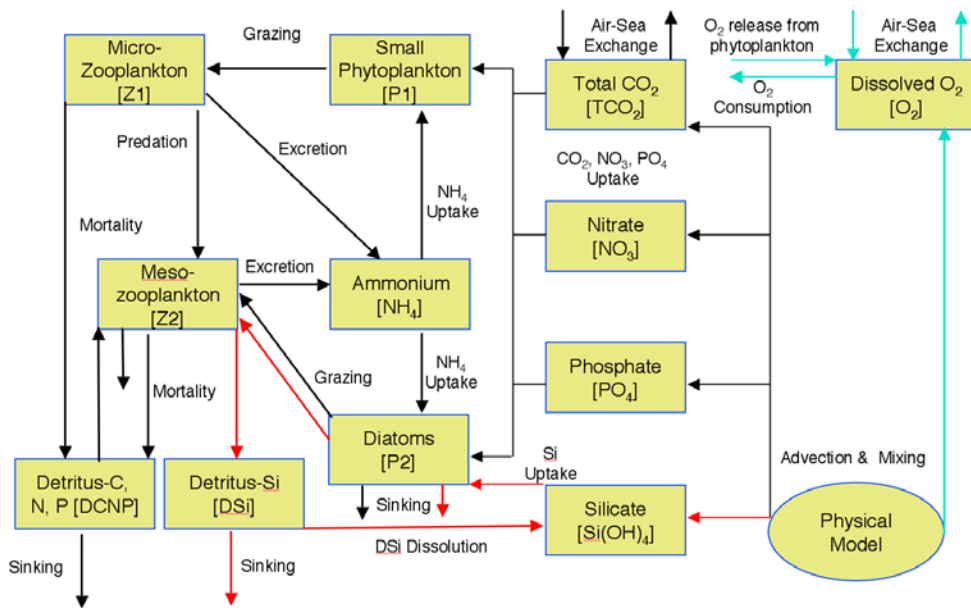 Micro-
Zooplankton
[Z1]
Grazing
Small
Phytoplankton
[P1]
Air-Sea
Exchange
Total CO₂
[TCO₂]
O₂ release from
phytoplankton
Air-Sea
Exchange
O₂
Consumption
Dissolved O₂
[O₂]
Predation
Excretion
NH₄
Uptake
CO₂, NO₃, PO₄
Uptake
Mortality
Nitrate
[NO₃]
Meso-
zooplankton
[Z2]
Excretion
Ammonium
[NH₄]
Grazing
NH₄
Uptake
Mortality
Phosphate
[PO₄]
Diatoms
[P2]
Si
Uptake
Advection & Mixing
Detritus-C,
N, P [DCNP]
Detritus-Si
[DSi]
Sinking
Silicate
[Si(OH)₄]
Physical
Model
DSi Dissolution
Sinking
Sinking